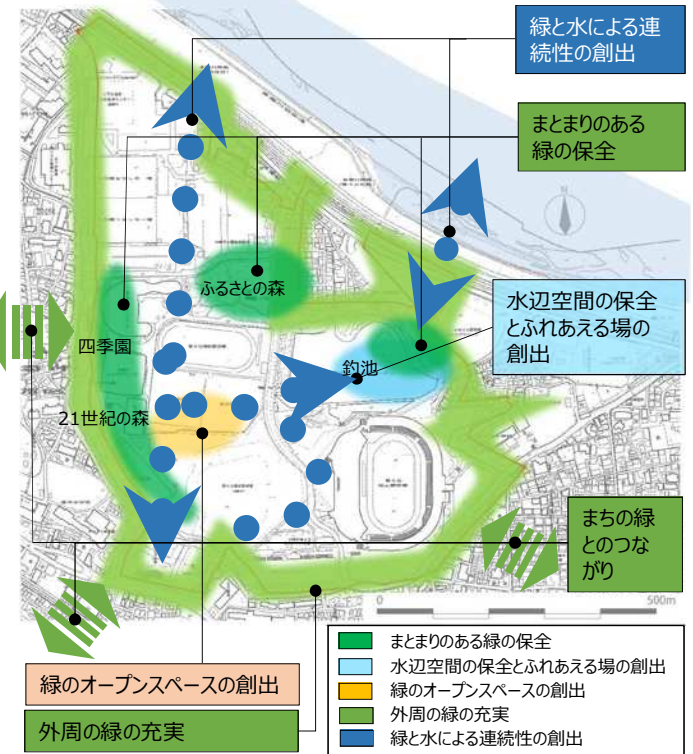 緑と水による連
続性の創出
まとまりのある
緑の保全
N
ふるさとの森
水辺空間の保全
とふれあえる場の
創出
四季園
釣池
21世紀の森
まちの緑
とのつな
がり
0 500m
緑のオープンスペースの創出
外周の緑の充実
まとまりのある緑の保全
水辺空間の保全とふれあえる場の創出
緑のオープンスペースの創出
外周の緑の充実
緑と水による連続性の創出